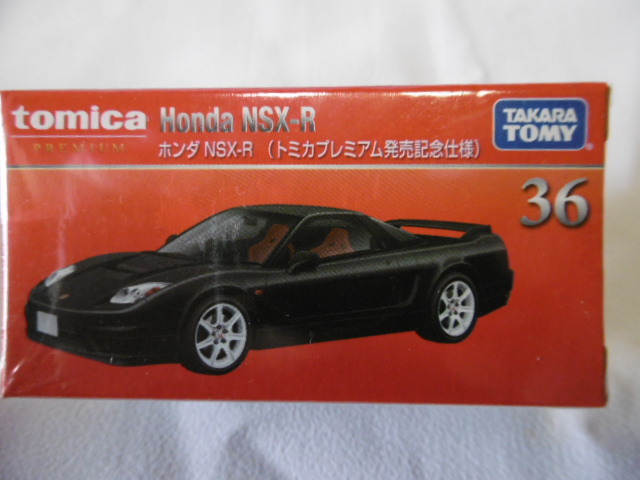 tomica Honda NSX-R
PREMIUM ホンダ NSX-R （トミカプレミアム発売記念仕様）
TAKARA
TOMY
36